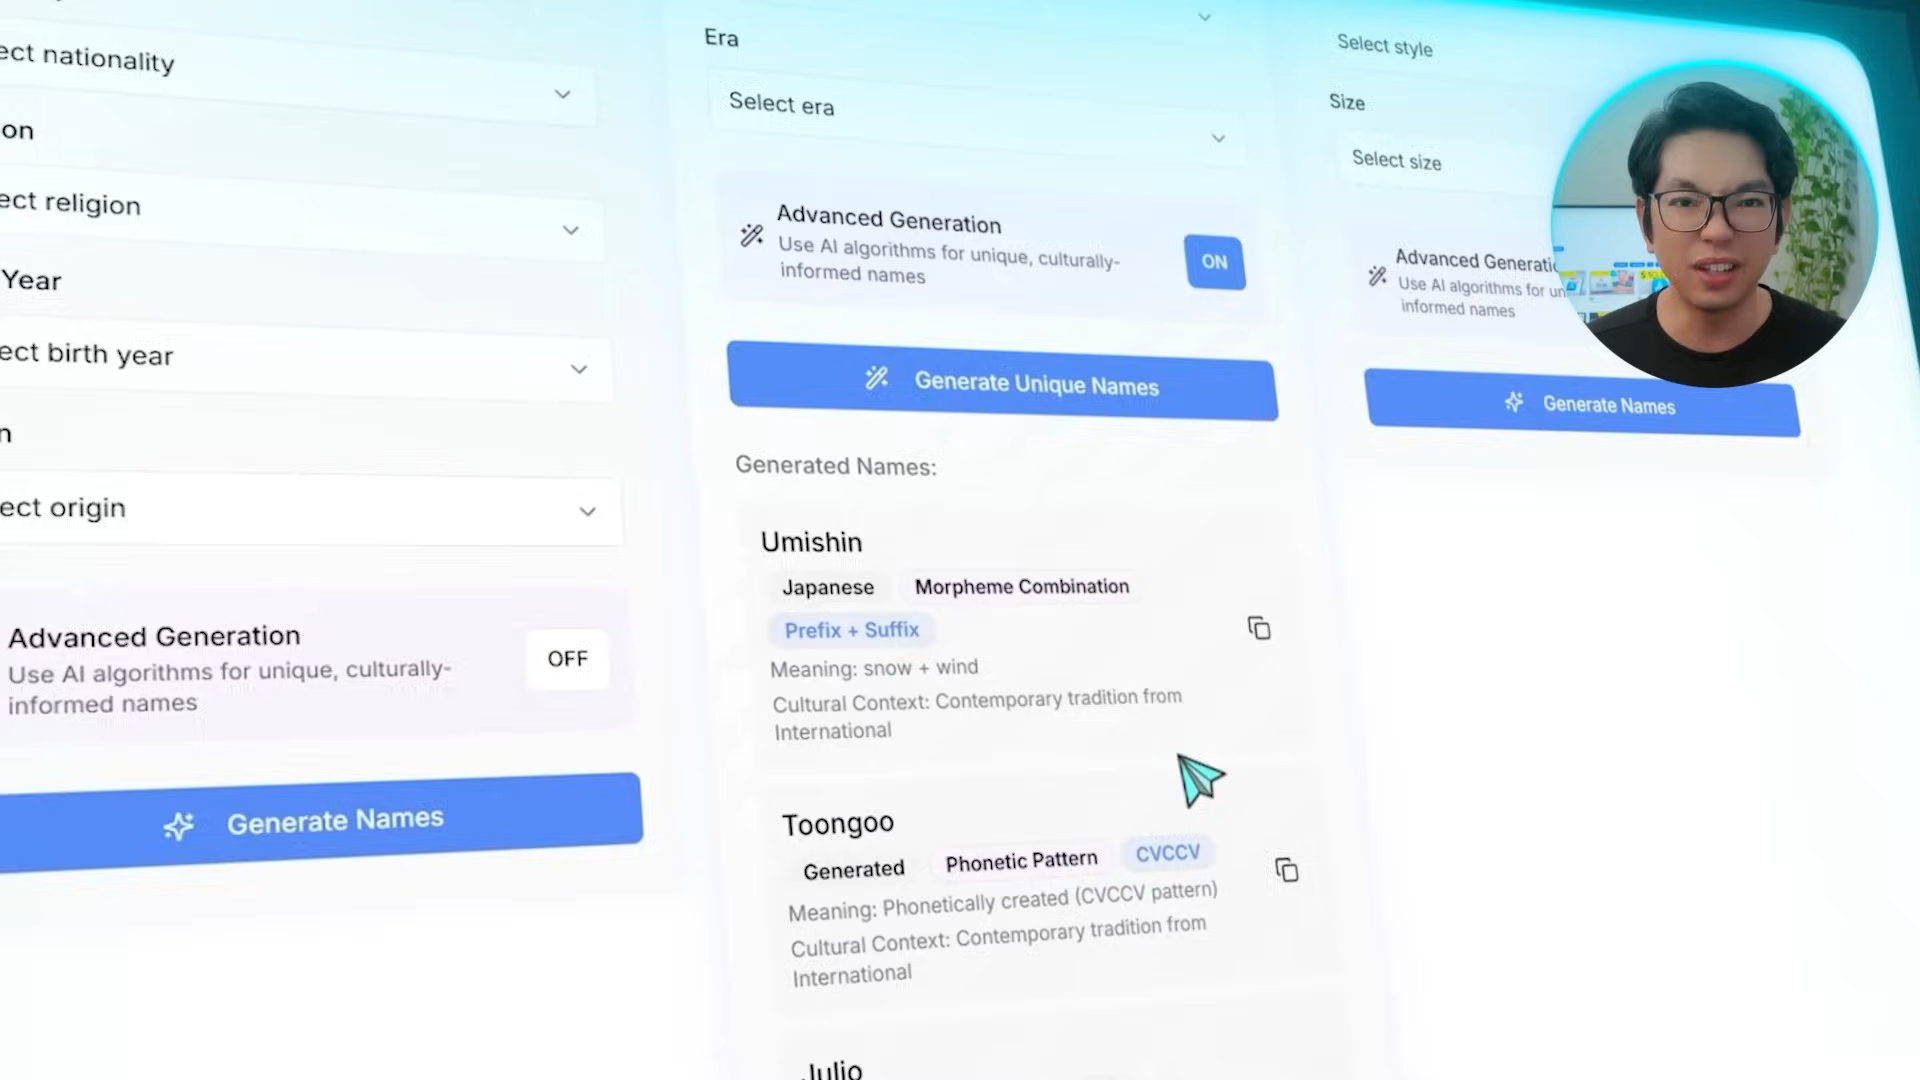 ect nationality
on
ect religion
Year
ect birth year
n
ect origin
Advanced Generation
Use AI algorithms for unique, culturally-
informed names
OFF
Generate Names
Era
Select era
Advanced Generation
Use AI algorithms for unique, culturally-
informed names
ON
Generate Unique Names
Generated Names:
Umishin
Japanese
Morpheme Combination
Prefix + Suffix
Meaning: snow + wind
Cultural Context: Contemporary tradition from
International
Toongoo
Generated
Phonetic Pattern
CVCCV
Meaning: Phonetically created (CVCCV pattern)
Cultural Context: Contemporary tradition from
International
Julio
Select style
Size
Select size
Advanced Generatio
Use AI algorithms for un
informed names
Generate Names